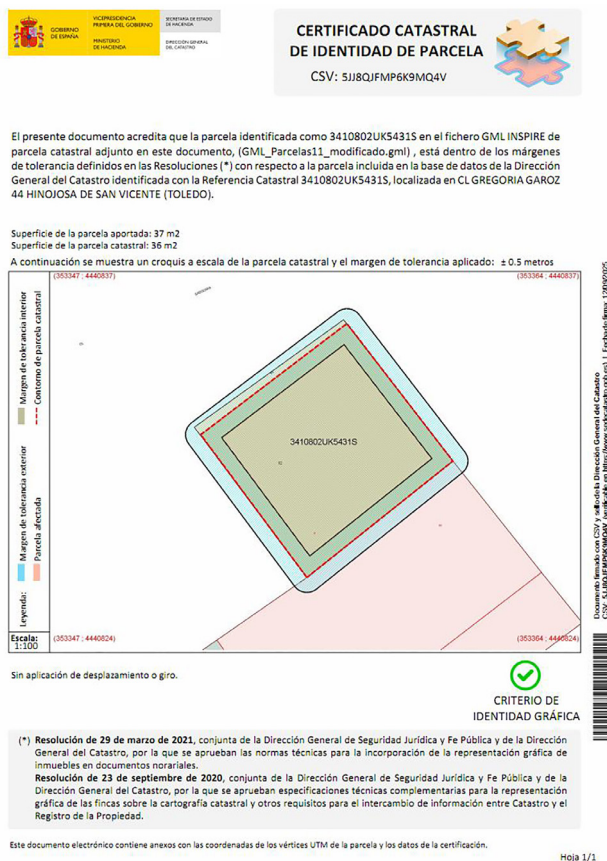 GOBIERNO
DE ESPAÑA
VICEPRESIDENCIA
PRIMERA DEL GOBIERNO
MINISTERIO
DE HACIENDA
SECRETARÍA DE ESTADO
DE HACIENDA
DIRECCIÓN GENERAL
DEL CATASTRO
CERTIFICADO CATASTRAL
DE IDENTIDAD DE PARCELA
CSV: 5JJ8QJFMP6K9MQ4V
El presente documento acredita que la parcela identificada como 3410802UK5431S en el fichero GML INSPIRE de
parcela catastral adjunto en este documento, (GML_Parcelas11_modificado.gml) , está dentro de los márgenes
de tolerancia definidos en las Resoluciones (*) con respecto a la parcela incluida en la base de datos de la Dirección
General del Catastro identificada con la Referencia Catastral 3410802UK5431S, localizada en CL GREGORIA GAROZ
44 HINOJOSA DE SAN VICENTE (TOLEDO).
Superficie de la parcela aportada: 37 m2
Superficie de la parcela catastral: 36 m2
A continuación se muestra un croquis a escala de la parcela catastral y el margen de tolerancia aplicado: ± 0.5 metros
(353347 ; 4440837)
(353364 ; 4440837)
Margen de tolerancia interior
Contorno de parcela catastral
Margen de tolerancia exterior
Parcela afectada
Leyenda:
3410802UK5431S
Escala:
1:100
(353347 ; 4440824)
(353364 ; 4440824)
Documento firmado con CSV y sello de la Dirección General del Catastro
Sin aplicación de desplazamiento o giro.
CRITERIO DE
IDENTIDAD GRÁFICA
(*) Resolución de 29 de marzo de 2021, conjunta de la Dirección General de Seguridad Jurídica y Fe Pública y de la Dirección
General del Catastro, por la que se aprueban las normas técnicas para la incorporación de la representación gráfica de
inmuebles en documentos norariales.
Resolución de 23 de septiembre de 2020, conjunta de la Dirección General de Seguridad Jurídica y Fe Pública y de la
Dirección General del Catastro, por la que se aprueban especificaciones técnicas complementarias para la representación
gráfica de las fincas sobre la cartografía catastral y otros requisitos para el intercambio de información entre Catastro y el
Registro de la Propiedad.
Este documento electrónico contiene anexos con las coordenadas de los vértices UTM de la parcela y los datos de la certificación.
Hoja 1/1